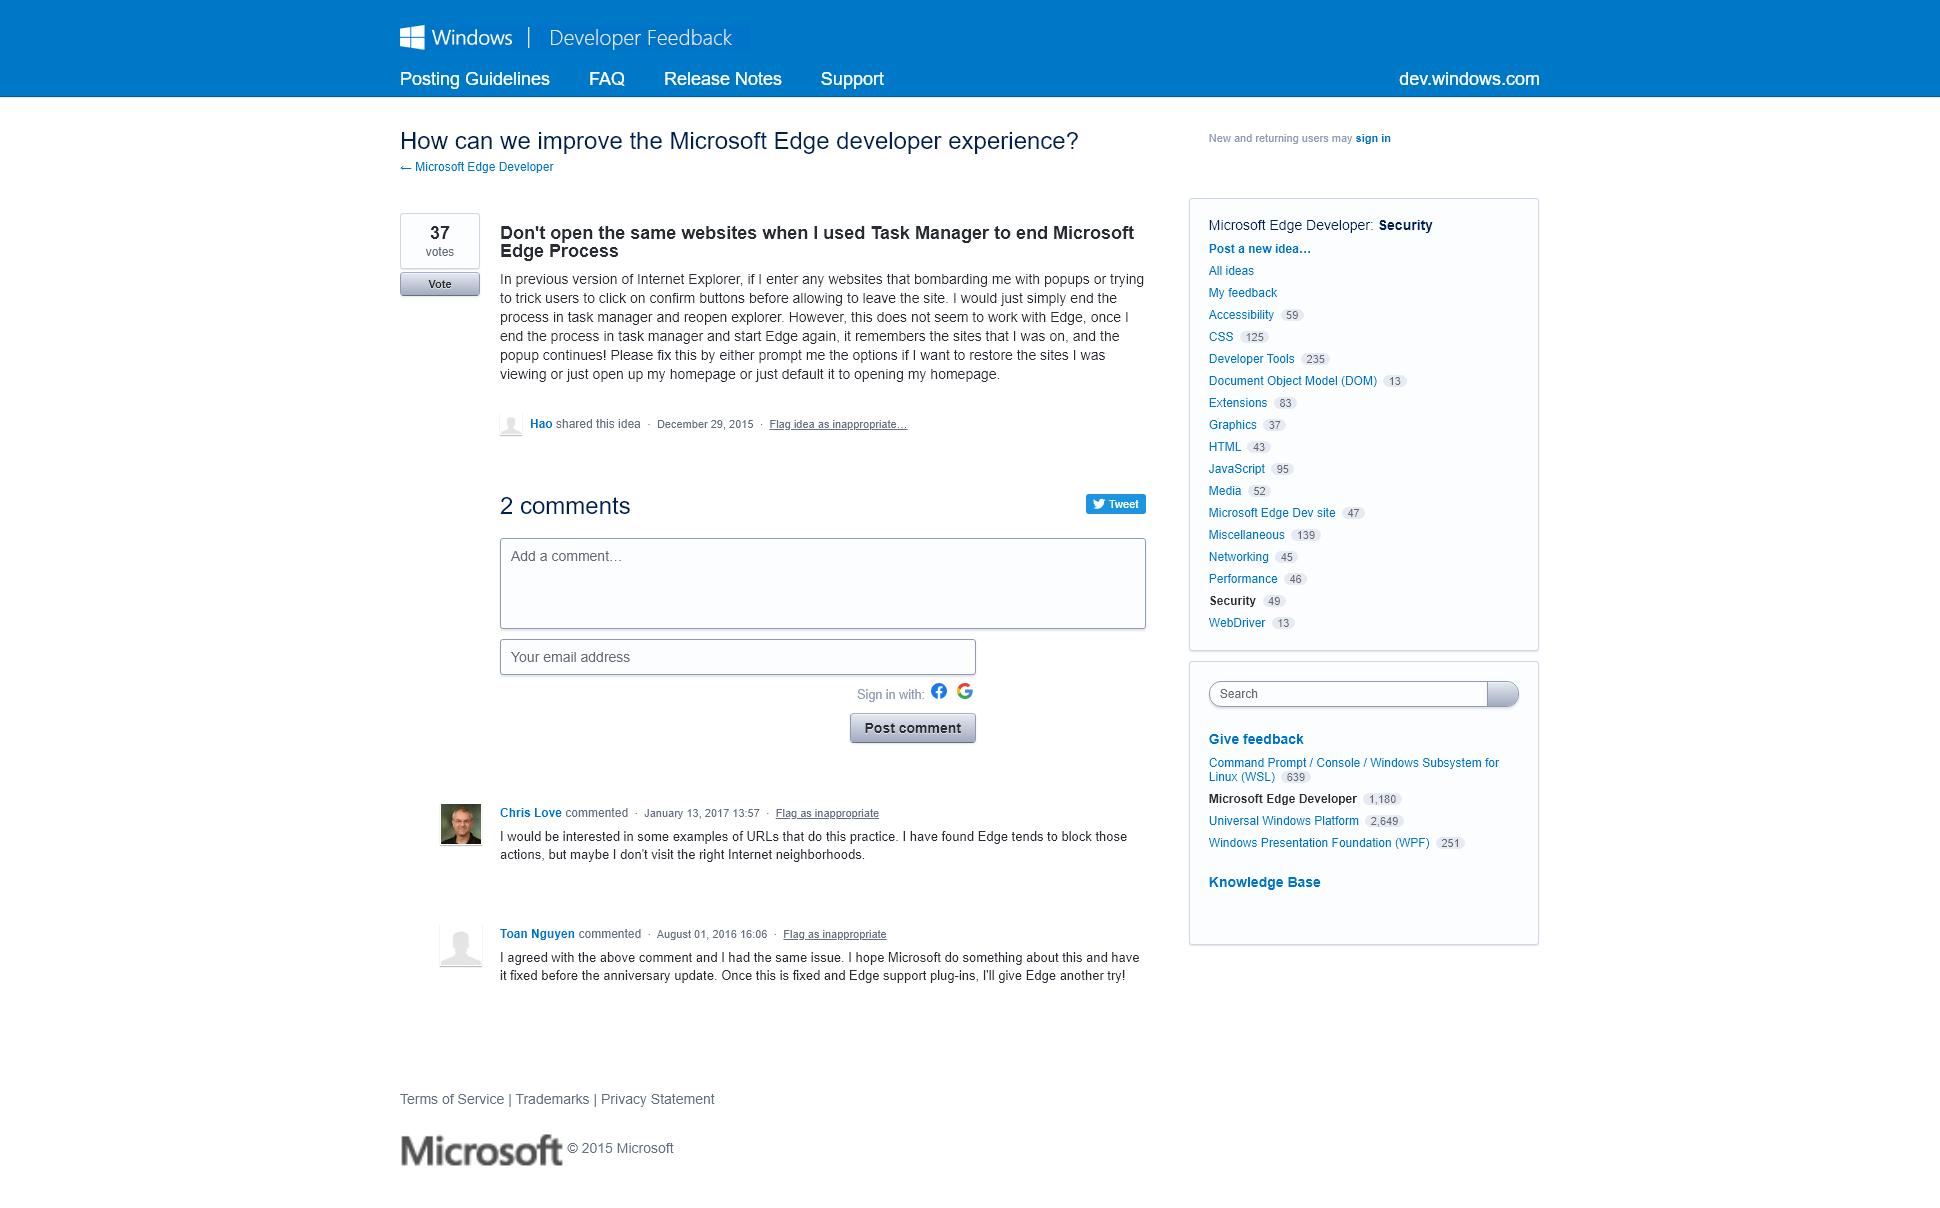 Windows | Developer Feedback
Posting Guidelines FAQ Release Notes Support dev.windows.com
How can we improve the Microsoft Edge developer experience?
← Microsoft Edge Developer
New and returning users may sign in
37
votes
Vote
Don't open the same websites when I used Task Manager to end Microsoft
Edge Process
In previous version of Internet Explorer, if I enter any websites that bombarding me with popups or trying
to trick users to click on confirm buttons before allowing to leave the site. I would just simply end the
process in task manager and reopen explorer. However, this does not seem to work with Edge, once I
end the process in task manager and start Edge again, it remembers the sites that I was on, and the
popup continues! Please fix this by either prompt me the options if I want to restore the sites I was
viewing or just open up my homepage or just default it to opening my homepage.
Hao shared this idea · December 29, 2015 · Flag idea as inappropriate…
2 comments
Tweet
Add a comment…
Your email address
Sign in with:
Post comment
Chris Love commented · January 13, 2017 13:57 · Flag as inappropriate
I would be interested in some examples of URLs that do this practice. I have found Edge tends to block those
actions, but maybe I don't visit the right Internet neighborhoods.
Toan Nguyen commented · August 01, 2016 16:06 · Flag as inappropriate
I agreed with the above comment and I had the same issue. I hope Microsoft do something about this and have
it fixed before the anniversary update. Once this is fixed and Edge support plug-ins, I'll give Edge another try!
Microsoft Edge Developer: Security
Post a new idea…
All ideas
My feedback
Accessibility 59
CSS 125
Developer Tools 235
Document Object Model (DOM) 13
Extensions 83
Graphics 37
HTML 43
JavaScript 95
Media 52
Microsoft Edge Dev site 47
Miscellaneous 139
Networking 45
Performance 46
Security 49
WebDriver 13
Search
Give feedback
Command Prompt / Console / Windows Subsystem for
Linux (WSL) 639
Microsoft Edge Developer 1,180
Universal Windows Platform 2,649
Windows Presentation Foundation (WPF) 251
Knowledge Base
Terms of Service | Trademarks | Privacy Statement
Microsoft © 2015 Microsoft